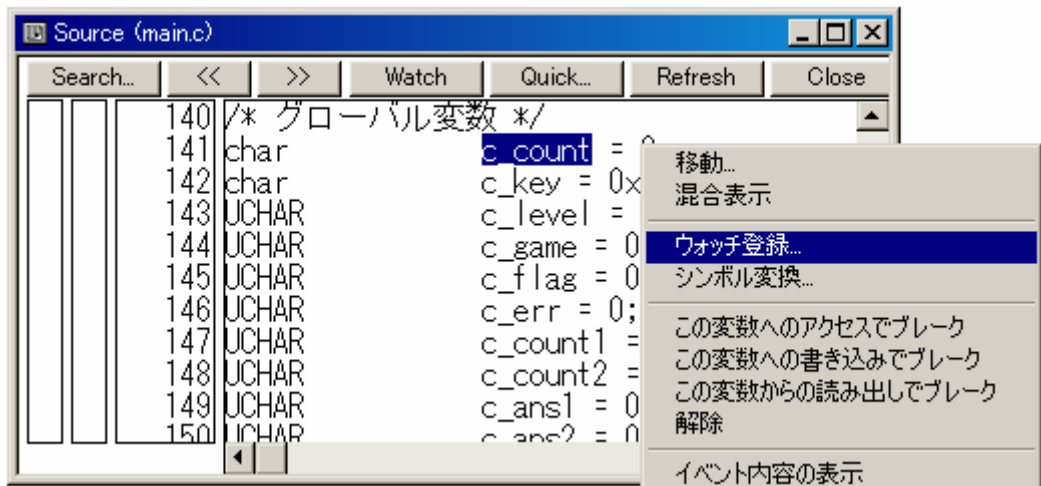 Source (main.c)
Search... << >> Watch Quick... Refresh Close
140 /* グローバル変数 */
141 char c_count =
142 char c_key = 0x
143 UCHAR c_level =
144 UCHAR c_game = 0
145 UCHAR c_flag = 0
146 UCHAR c_err = 0;
147 UCHAR c_count1 =
148 UCHAR c_count2 =
149 UCHAR c_ans1 = 0
150 UCHAR c_ans2 = 0
移動...
混合表示
ウォッチ登録...
シンボル変換...
この変数へのアクセスでブレーク
この変数への書き込みでブレーク
この変数からの読み出しでブレーク
解除
イベント内容の表示